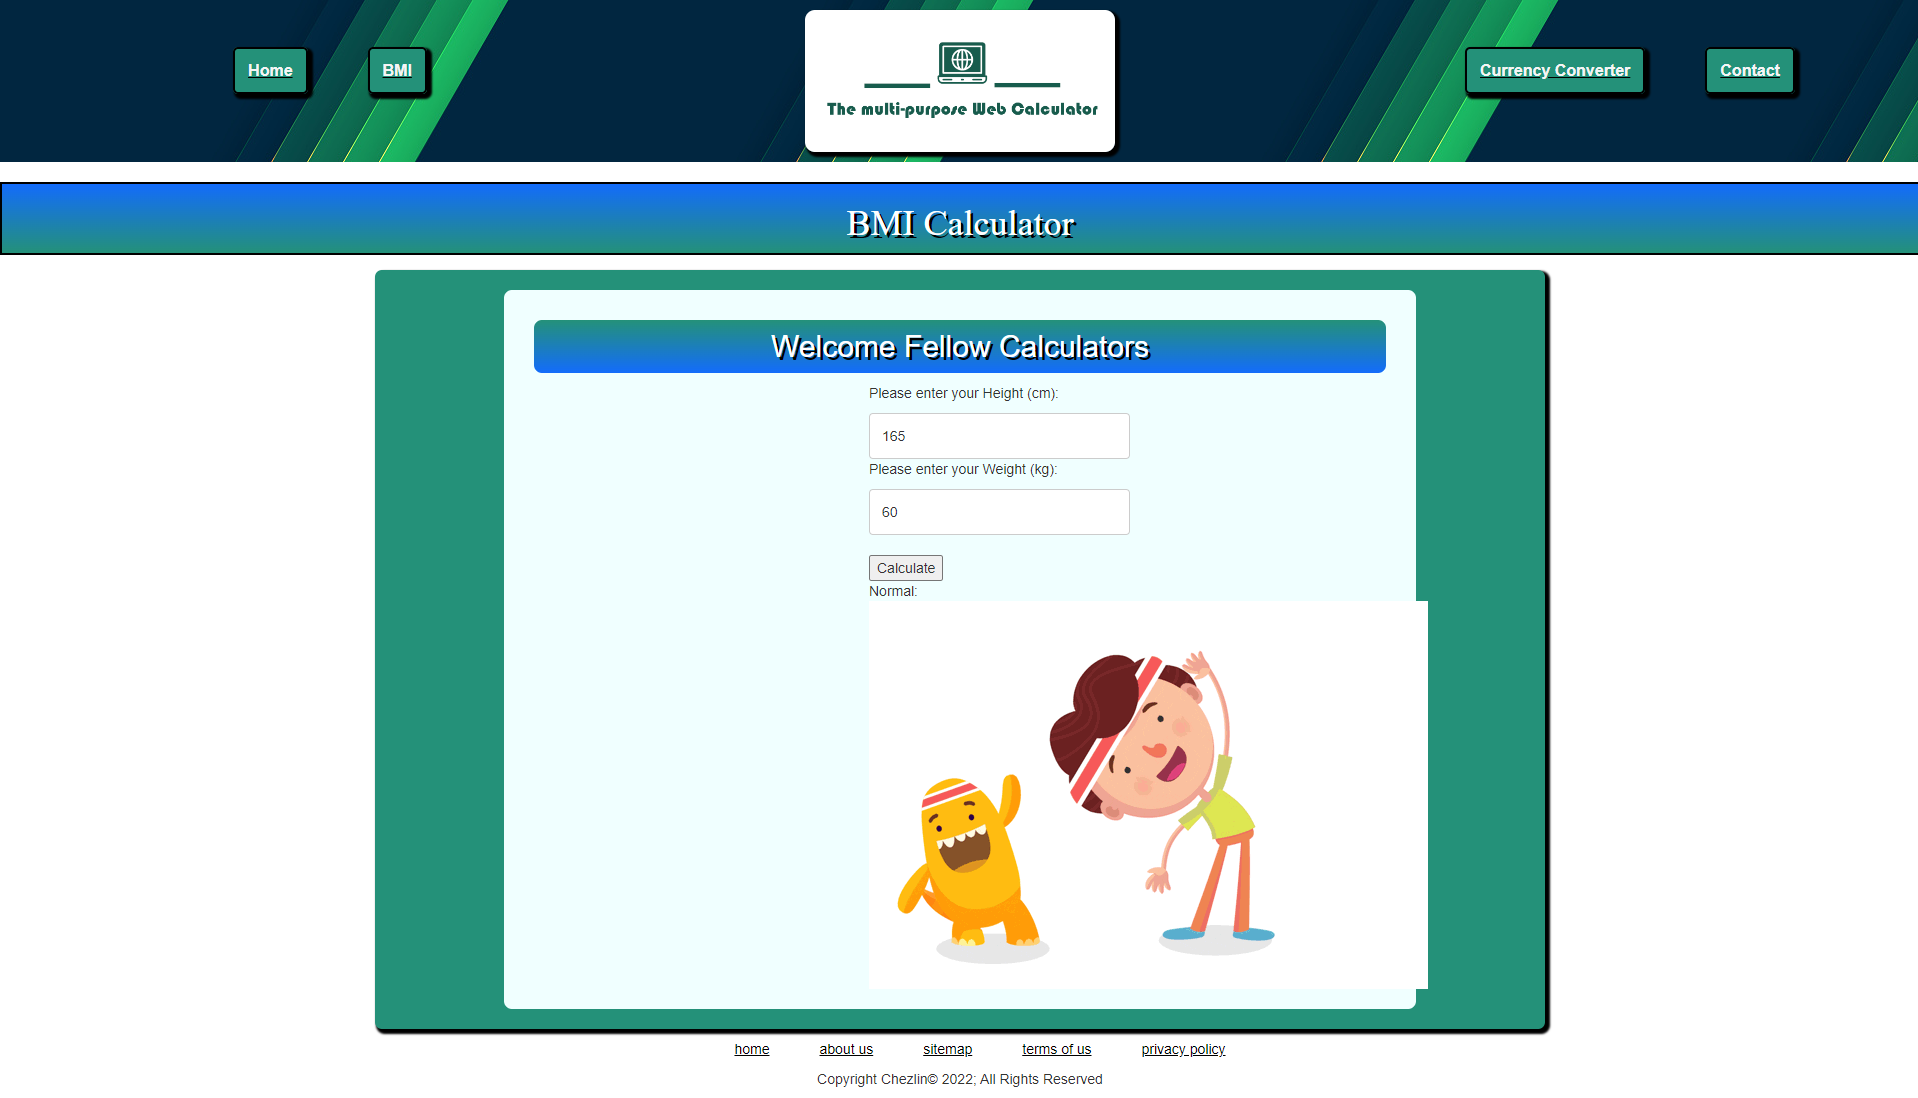 Home
BMI
The multi-purpose Web Calculator
Currency Converter
Contact
BMI Calculator
Welcome Fellow Calculators
Please enter your Height (cm):
165
Please enter your Weight (kg):
60
Calculate
Normal:
home about us sitemap terms of us privacy policy
Copyright Chezlin© 2022; All Rights Reserved